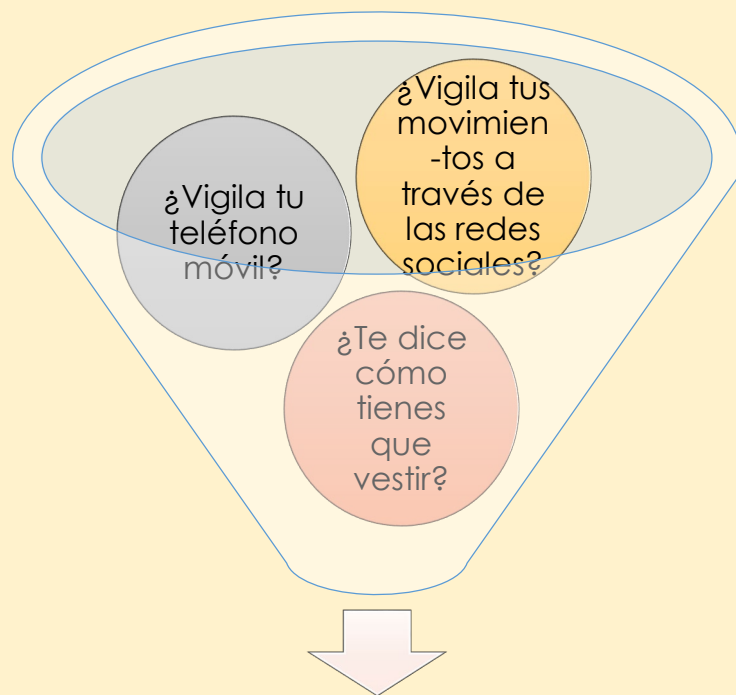 ¿Vigila tu
teléfono
móvil?
¿Vigila tus
movimien
-tos a
través de
las redes
sociales?
¿Te dice
cómo
tienes
que
vestir?